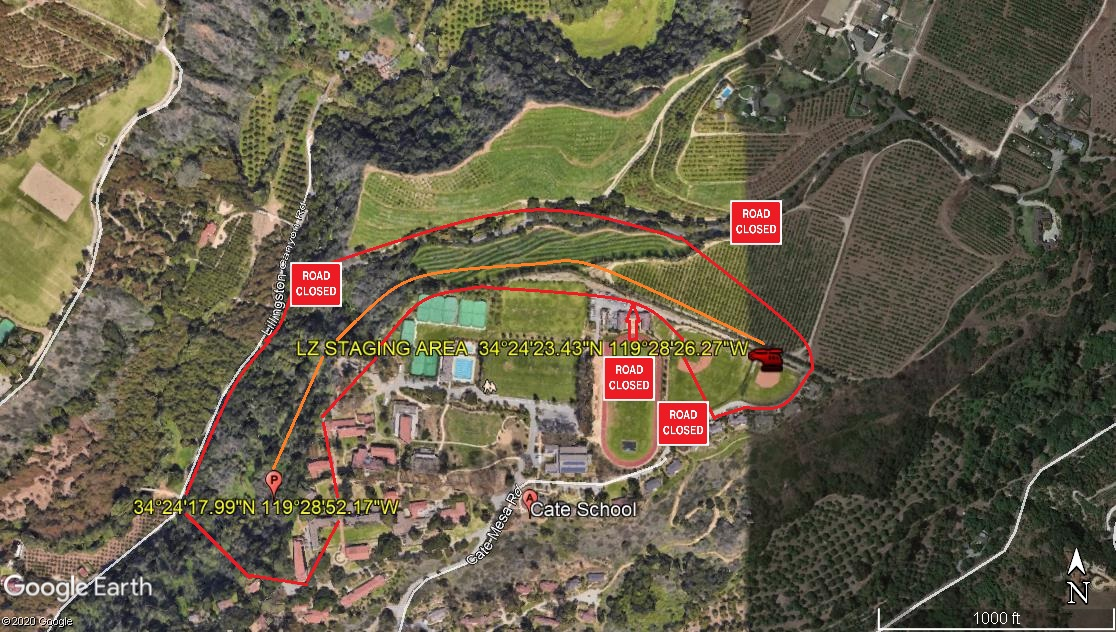 ROAD
CLOSED
Lillingston Canyon Rd
ROAD
CLOSED
LZ STAGING AREA 34°24'23.43"N 119°28'26.27"W
ROAD
CLOSED
ROAD
CLOSED
P
34°24'17.99"N 119°28'52.17"W
A
Cate School
Cate-Mesa Rd
Google Earth
©2020 Google
N
1000 ft